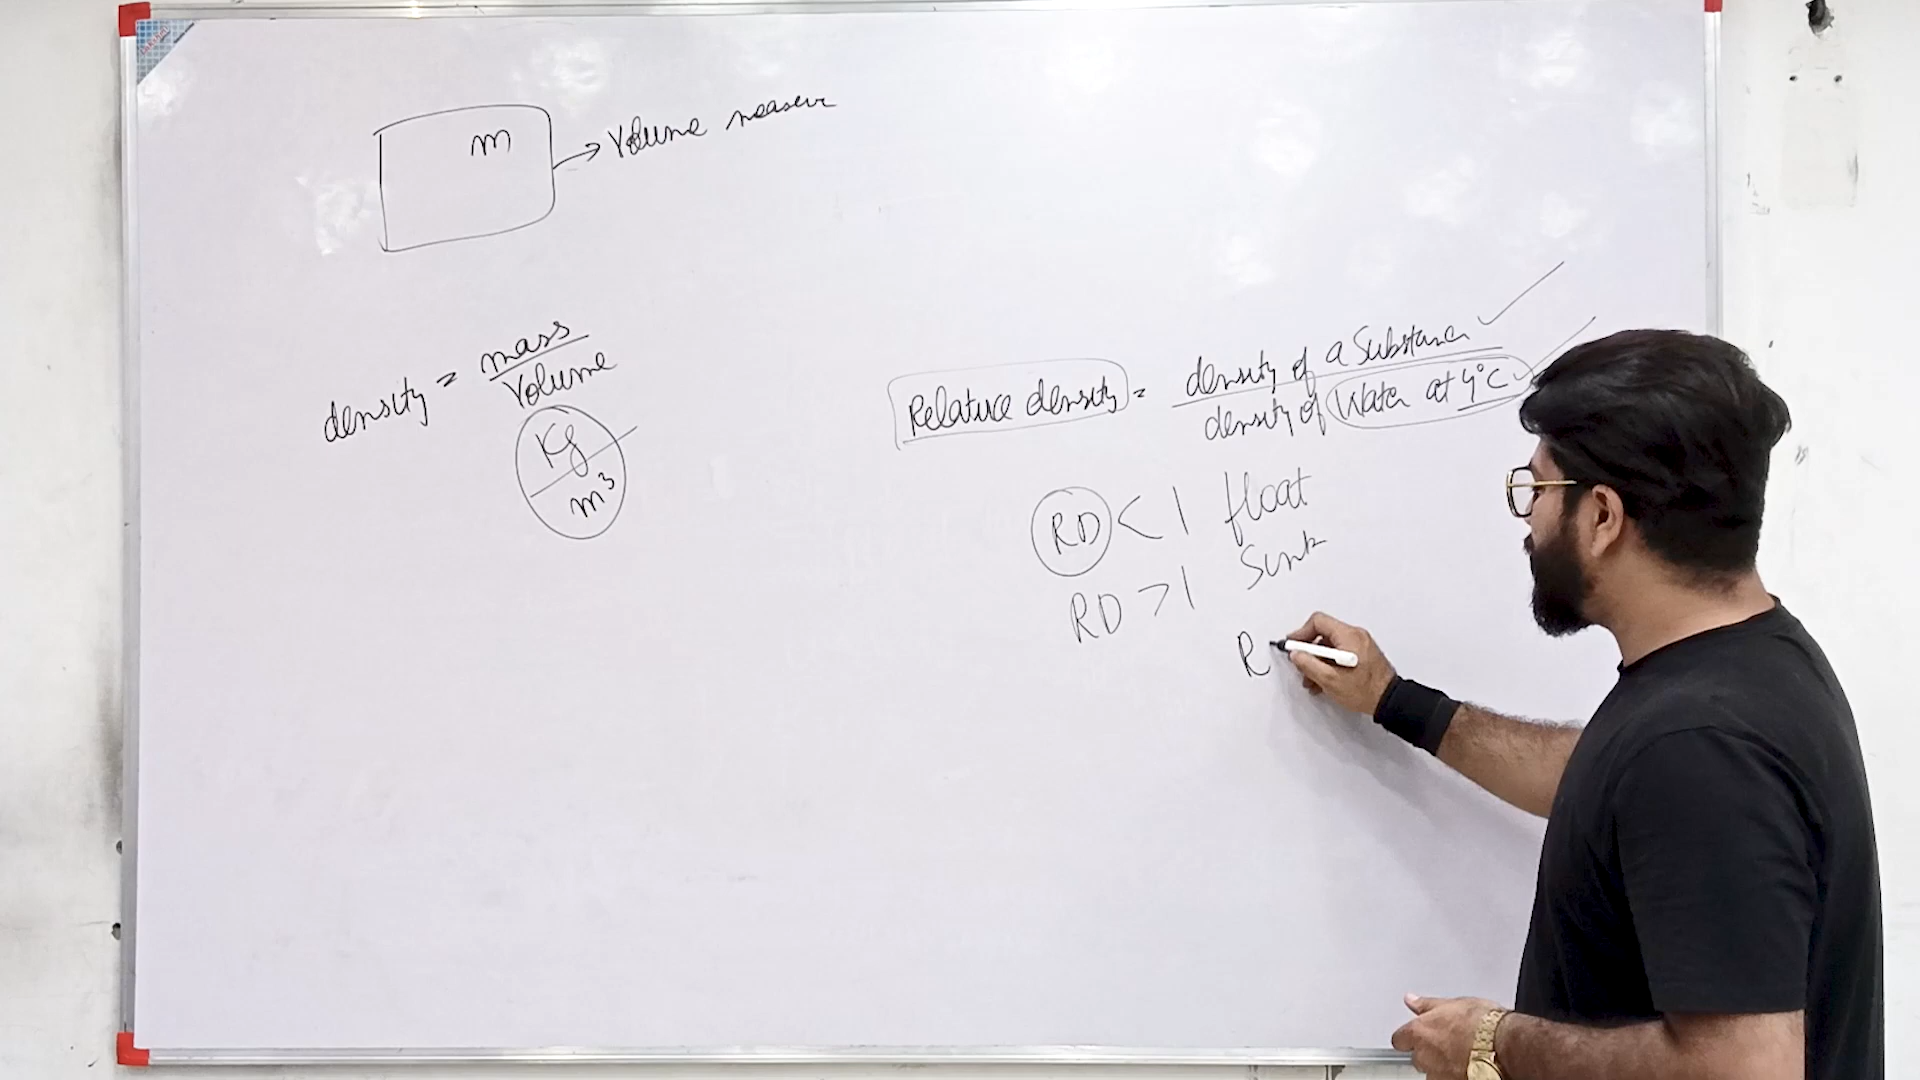 m → Volume measur
density = mass / Volume
Kg / m³
Relative density = density of a Substance / density of Water at 4°C
RD < 1 float
RD > 1 Sink
R